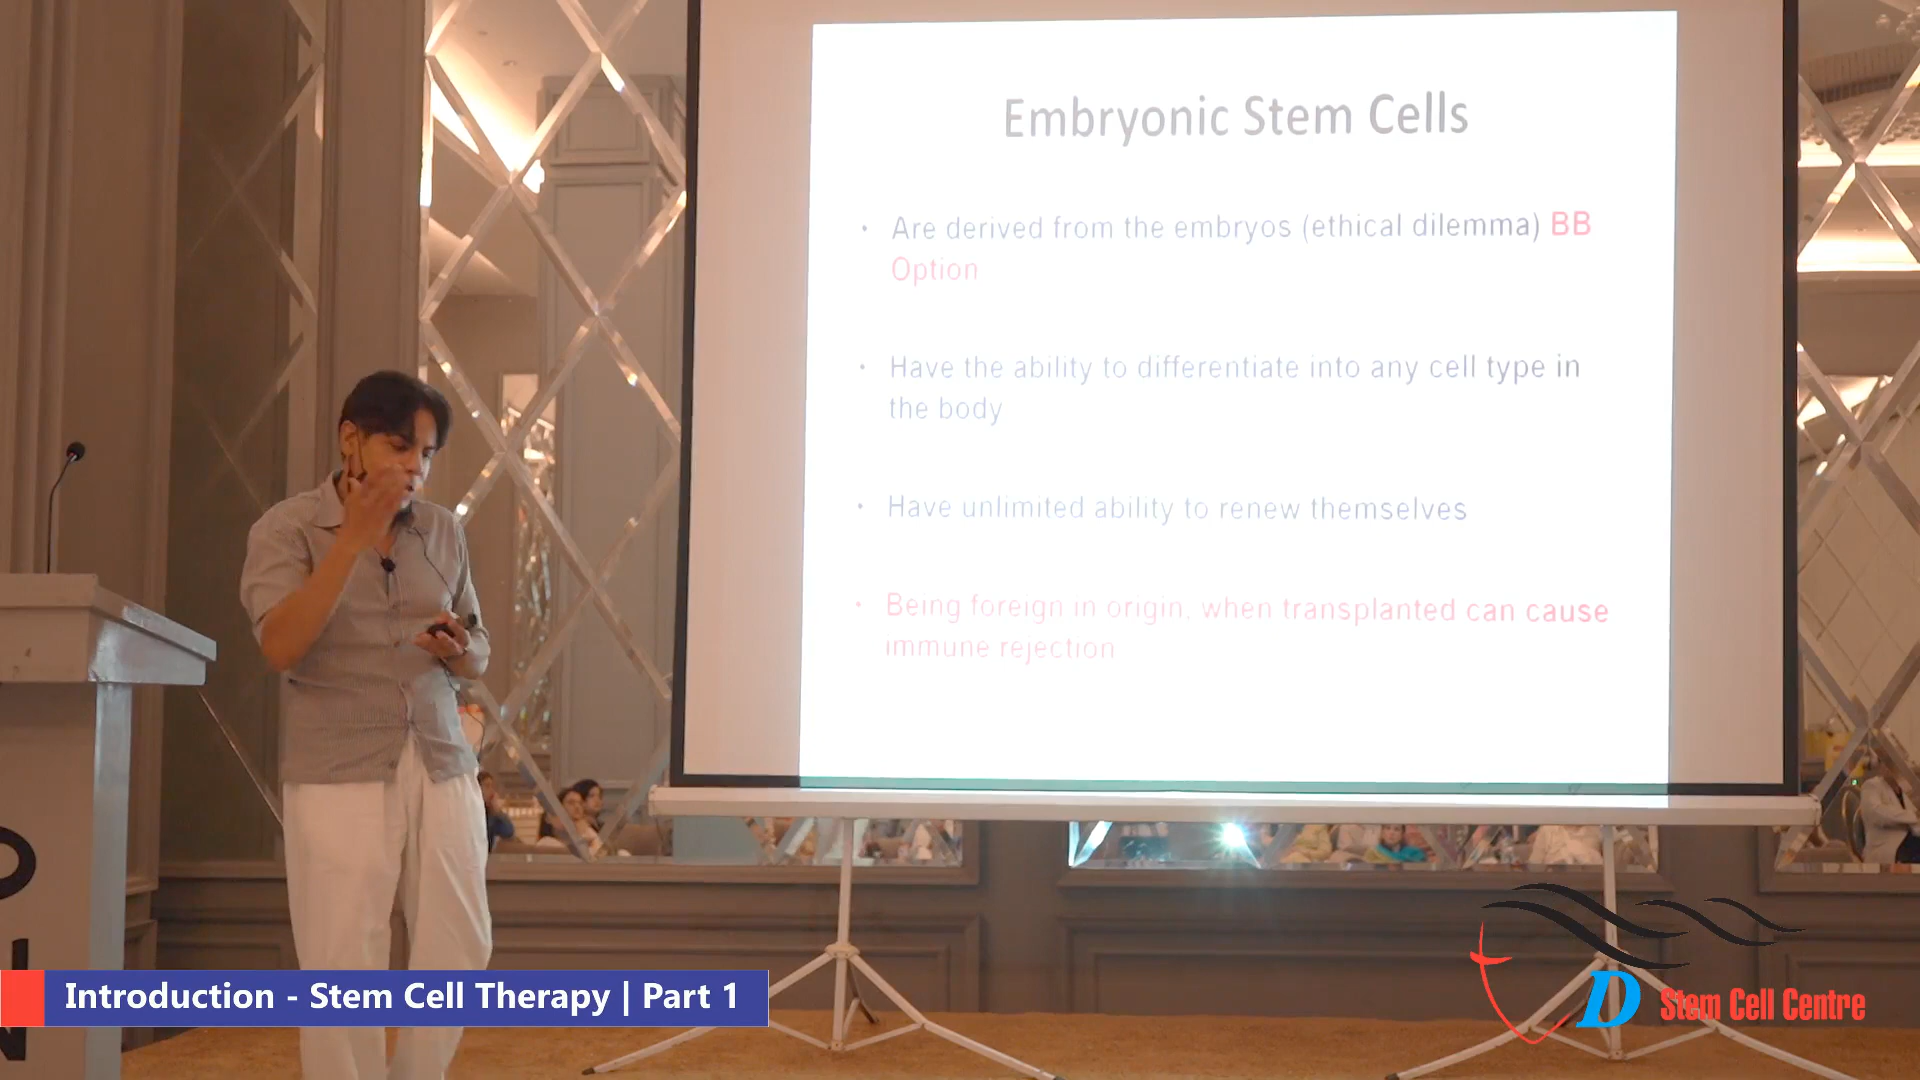 Embryonic Stem Cells
• Are derived from the embryos (ethical dilemma) BB
Option
• Have the ability to differentiate into any cell type in
the body
• Have unlimited ability to renew themselves
• Being foreign in origin, when transplanted can cause
immune rejection
Introduction - Stem Cell Therapy | Part 1
D Stem Cell Centre